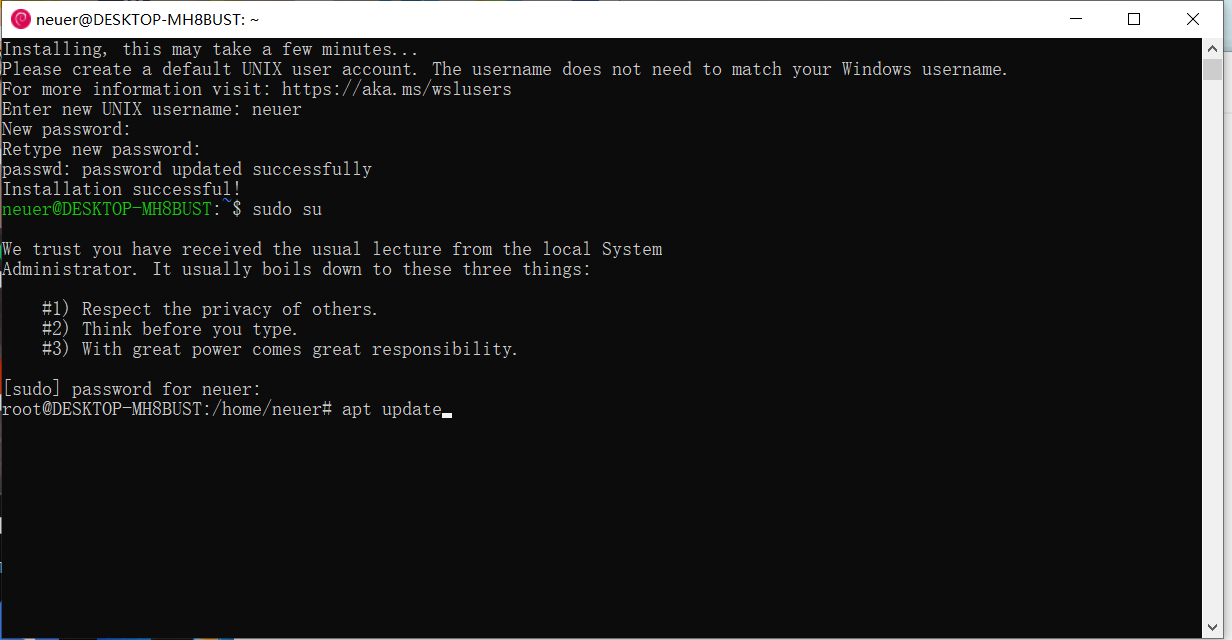 neuer@DESKTOP-MH8BUST: ~
Installing, this may take a few minutes...
Please create a default UNIX user account. The username does not need to match your Windows username.
For more information visit: https://aka.ms/wslusers
Enter new UNIX username: neuer
New password:
Retype new password:
passwd: password updated successfully
Installation successful!
neuer@DESKTOP-MH8BUST:~$ sudo su
We trust you have received the usual lecture from the local System
Administrator. It usually boils down to these three things:
#1) Respect the privacy of others.
#2) Think before you type.
#3) With great power comes great responsibility.
[sudo] password for neuer:
root@DESKTOP-MH8BUST:/home/neuer# apt update